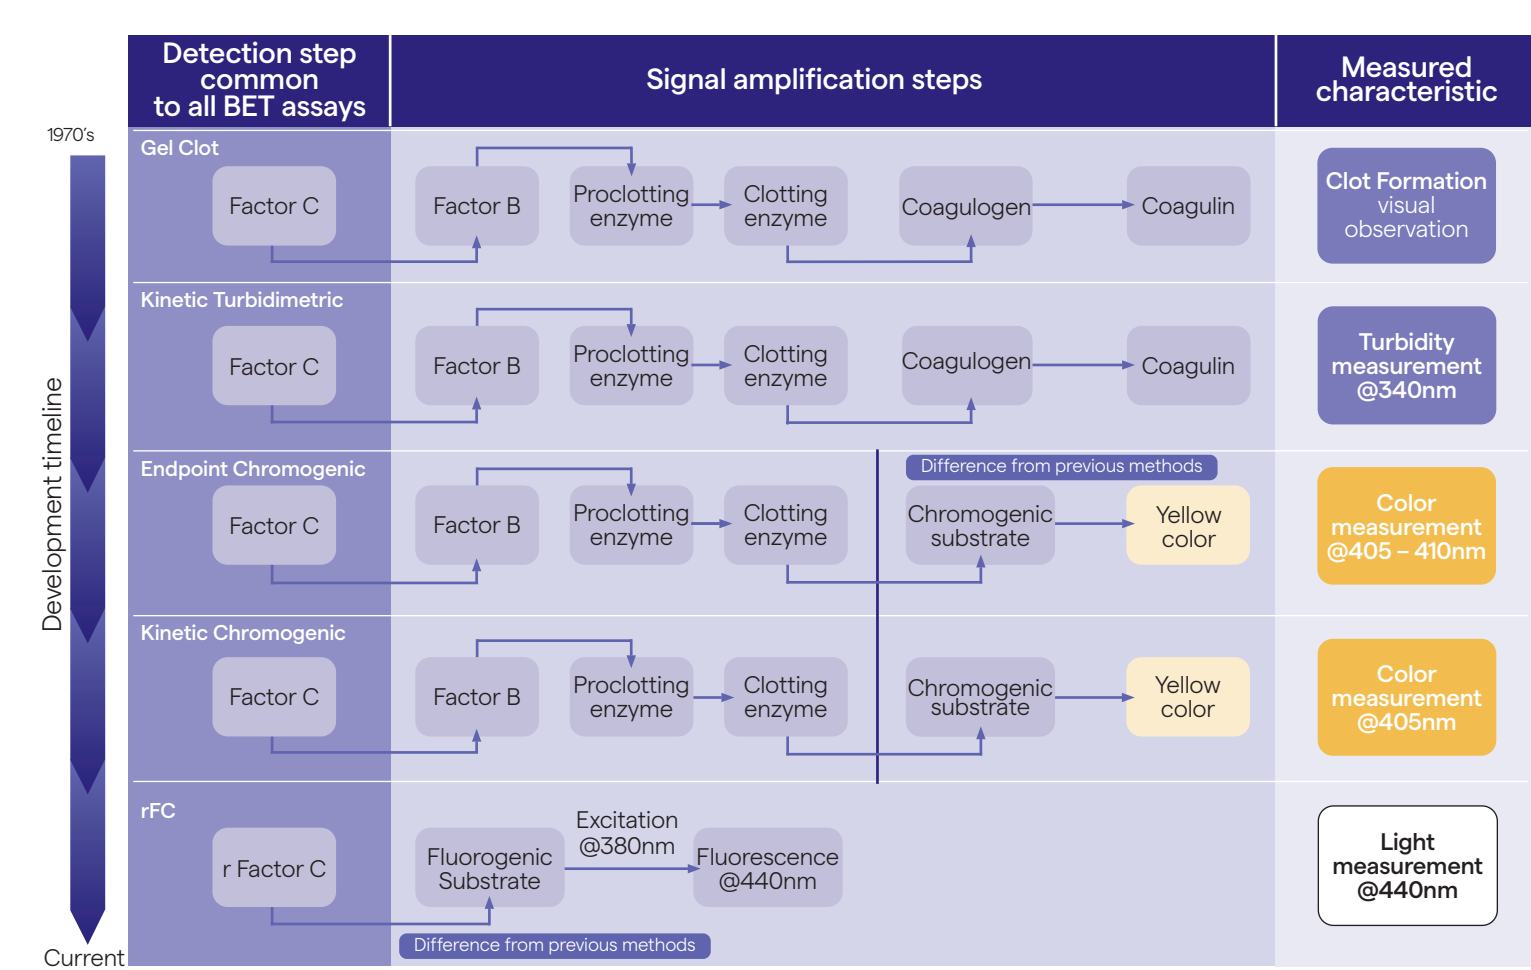 Detection step
common
to all BET assays
Signal amplification steps
Measured
characteristic
1970's
Development timeline
Current
Gel Clot
Factor C
Factor B
Proclotting
enzyme
Clotting
enzyme
Coagulogen
Coagulin
Clot Formation
visual
observation
Kinetic Turbidimetric
Factor C
Factor B
Proclotting
enzyme
Clotting
enzyme
Coagulogen
Coagulin
Turbidity
measurement
@340nm
Endpoint Chromogenic
Difference from previous methods
Factor C
Factor B
Proclotting
enzyme
Clotting
enzyme
Chromogenic
substrate
Yellow
color
Color
measurement
@405 – 410nm
Kinetic Chromogenic
Factor C
Factor B
Proclotting
enzyme
Clotting
enzyme
Chromogenic
substrate
Yellow
color
Color
measurement
@405nm
rFC
r Factor C
Fluorogenic
Substrate
Excitation
@380nm
Fluorescence
@440nm
Light
measurement
@440nm
Difference from previous methods